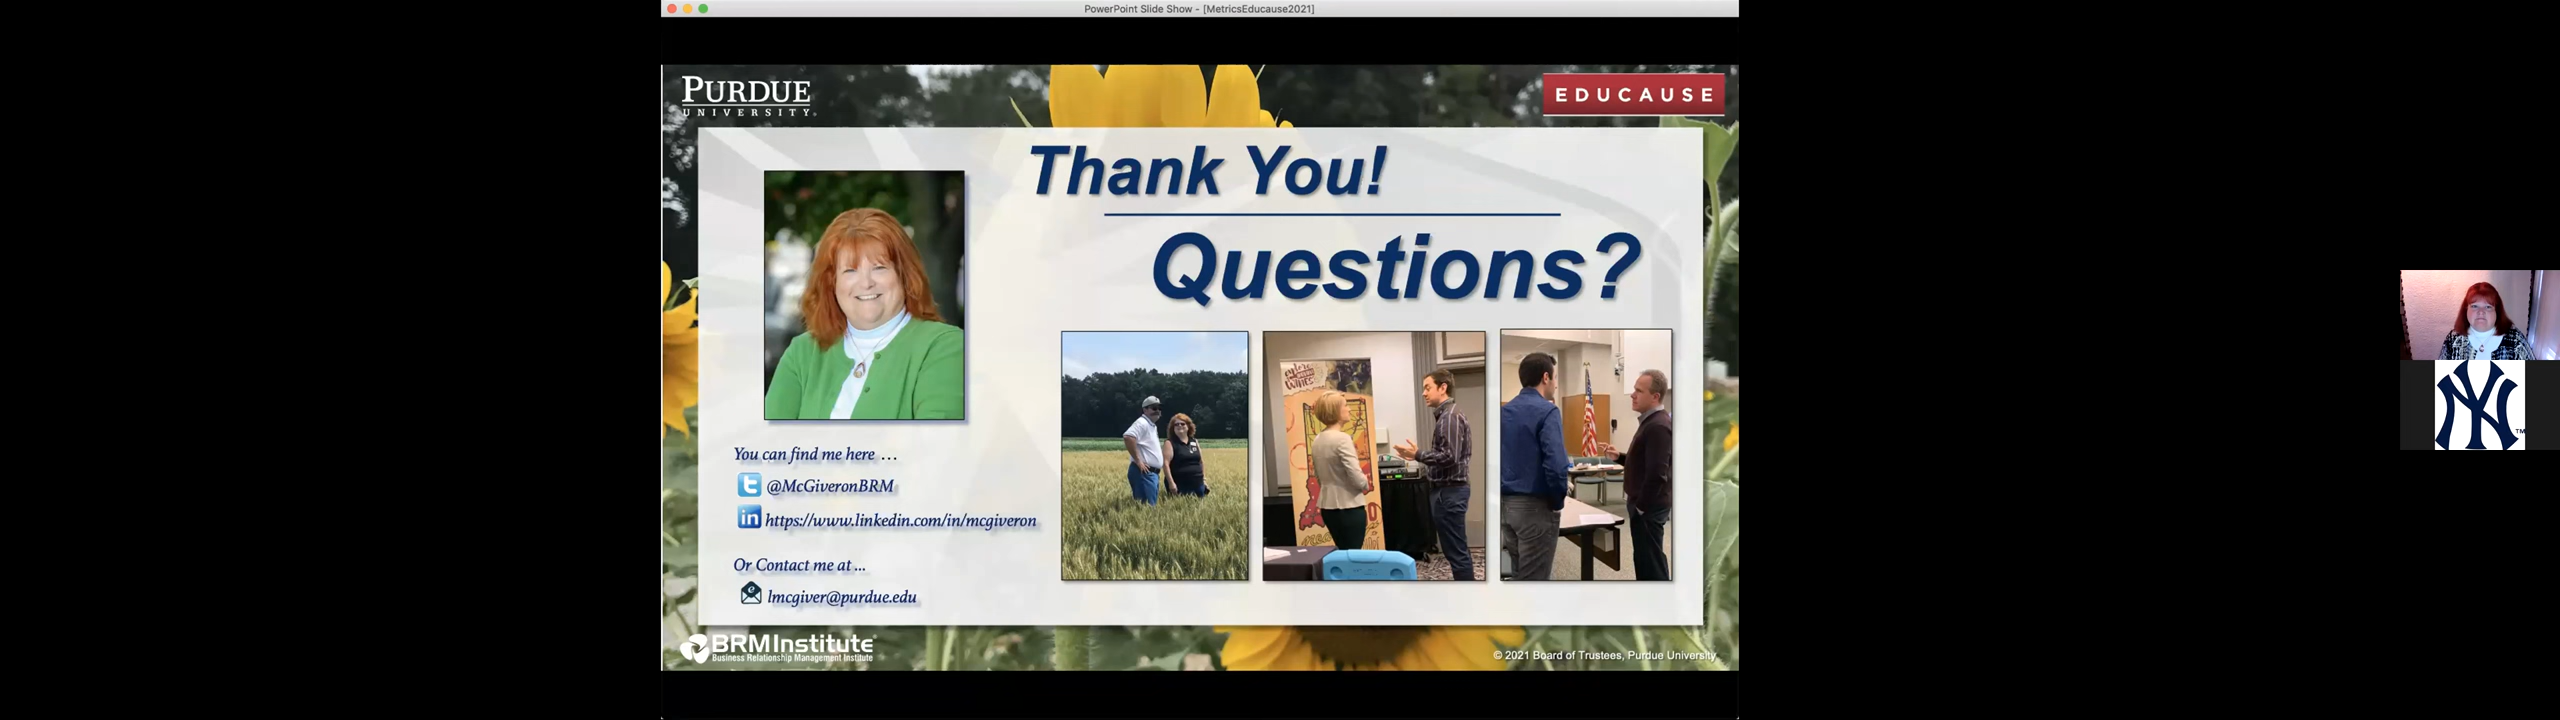 PowerPoint Slide Show - [MetricsEducause2021]
PURDUE
UNIVERSITY®
EDUCAUSE
Thank You!
Questions?
You can find me here …
@McGiveronBRM
https://www.linkedin.com/in/mcgiveron
Or Contact me at ...
lmcgiver@purdue.edu
BRMInstitute®
Business Relationship Management Institute
© 2021 Board of Trustees, Purdue University
NY
TM